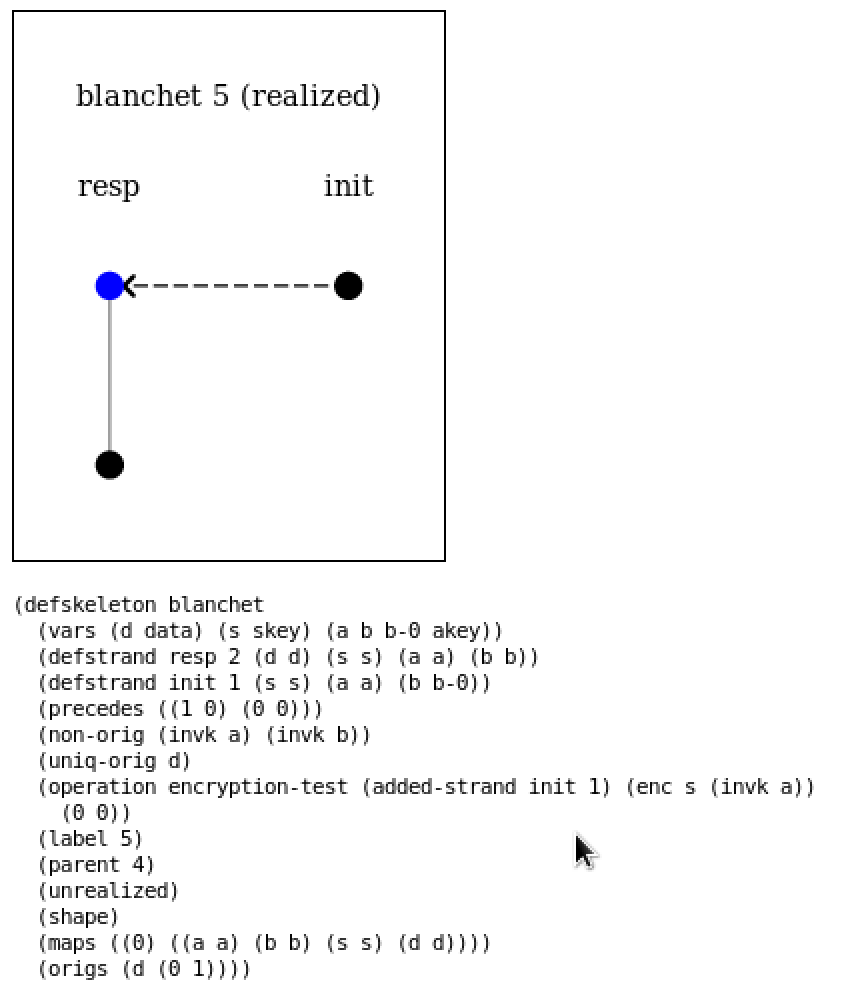 blanchet 5 (realized)
resp init
(defskeleton blanchet
(vars (d data) (s skey) (a b b-0 akey))
(defstrand resp 2 (d d) (s s) (a a) (b b))
(defstrand init 1 (s s) (a a) (b b-0))
(precedes ((1 0) (0 0)))
(non-orig (invk a) (invk b))
(uniq-orig d)
(operation encryption-test (added-strand init 1) (enc s (invk a))
(0 0))
(label 5)
(parent 4)
(unrealized)
(shape)
(maps ((0) ((a a) (b b) (s s) (d d))))
(origs (d (0 1))))